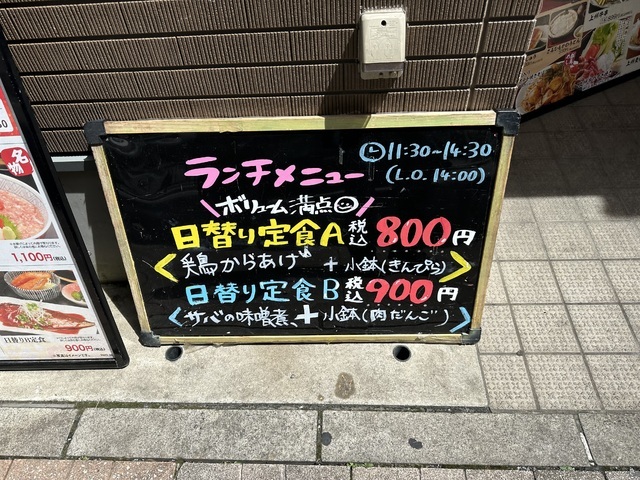 ランチメニュー
11:30~14:30
(L.O. 14:00)
\ボリューム満点/
日替り定食A 税込 800円
<鶏からあげ + 小鉢(きんぴら)>
日替り定食B 税込 900円
<サバの味噌煮+小鉢(肉だんご)>
名物
1,100円
日替りB定食
900円